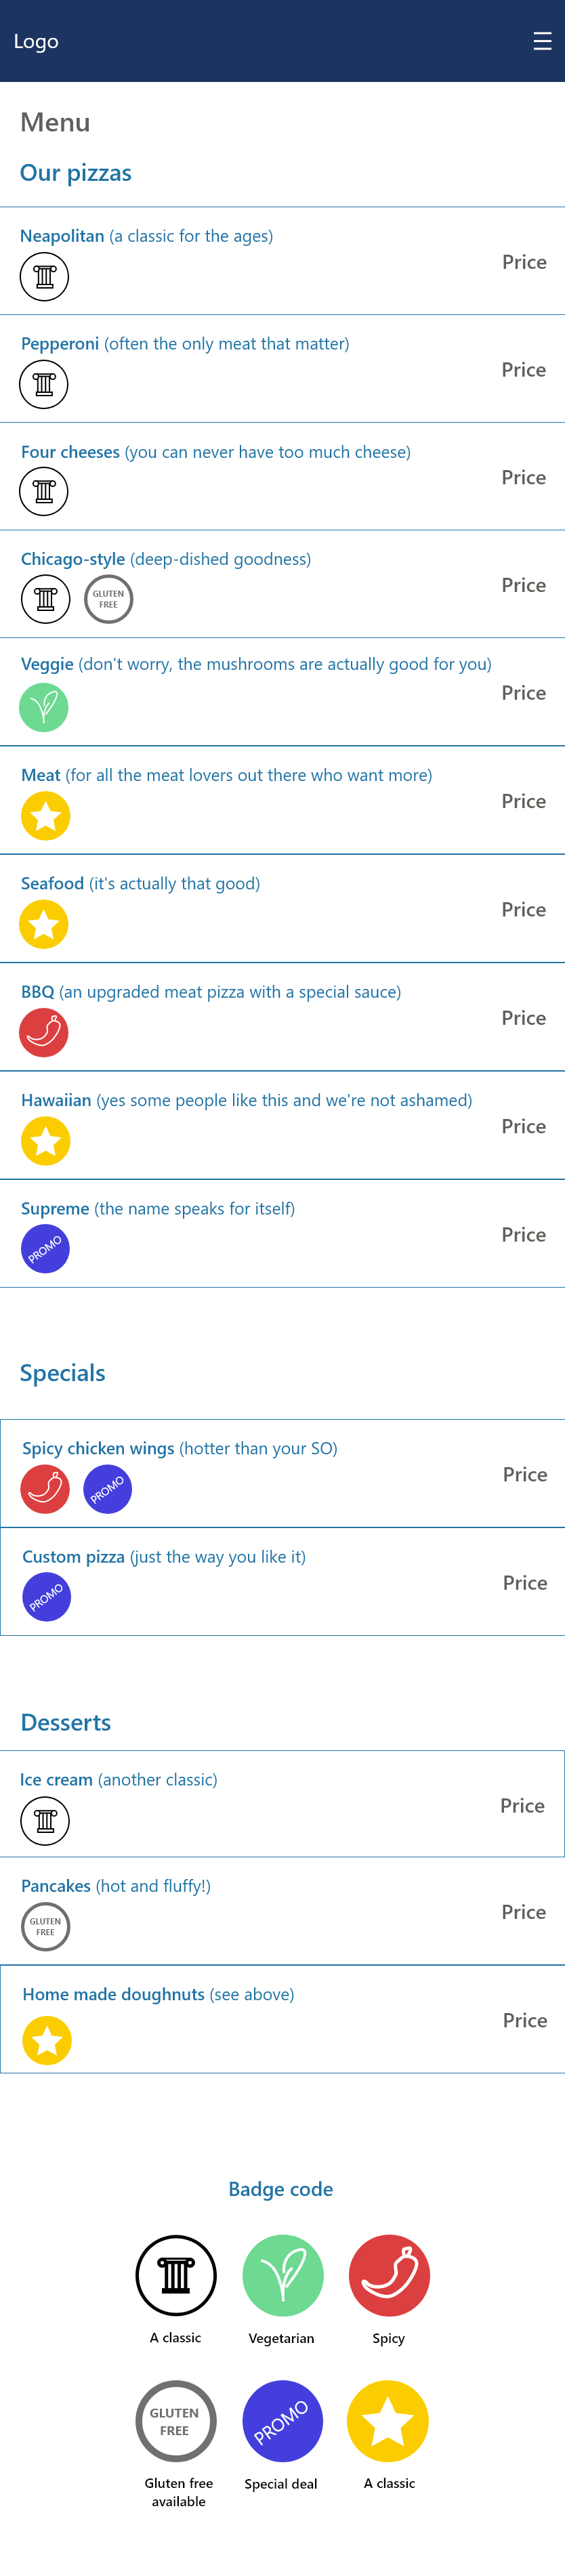 Logo
Menu
Our pizzas
Neapolitan (a classic for the ages)
Price
Pepperoni (often the only meat that matter)
Price
Four cheeses (you can never have too much cheese)
Price
Chicago-style (deep-dished goodness)
GLUTEN
FREE
Price
Veggie (don't worry, the mushrooms are actually good for you)
Price
Meat (for all the meat lovers out there who want more)
Price
Seafood (it's actually that good)
Price
BBQ (an upgraded meat pizza with a special sauce)
Price
Hawaiian (yes some people like this and we're not ashamed)
Price
Supreme (the name speaks for itself)
PROMO
Price
Specials
Spicy chicken wings (hotter than your SO)
PROMO
Price
Custom pizza (just the way you like it)
PROMO
Price
Desserts
Ice cream (another classic)
Price
Pancakes (hot and fluffy!)
GLUTEN
FREE
Price
Home made doughnuts (see above)
Price
Badge code
A classic
Vegetarian
Spicy
GLUTEN
FREE
PROMO
Gluten free
available
Special deal
A classic